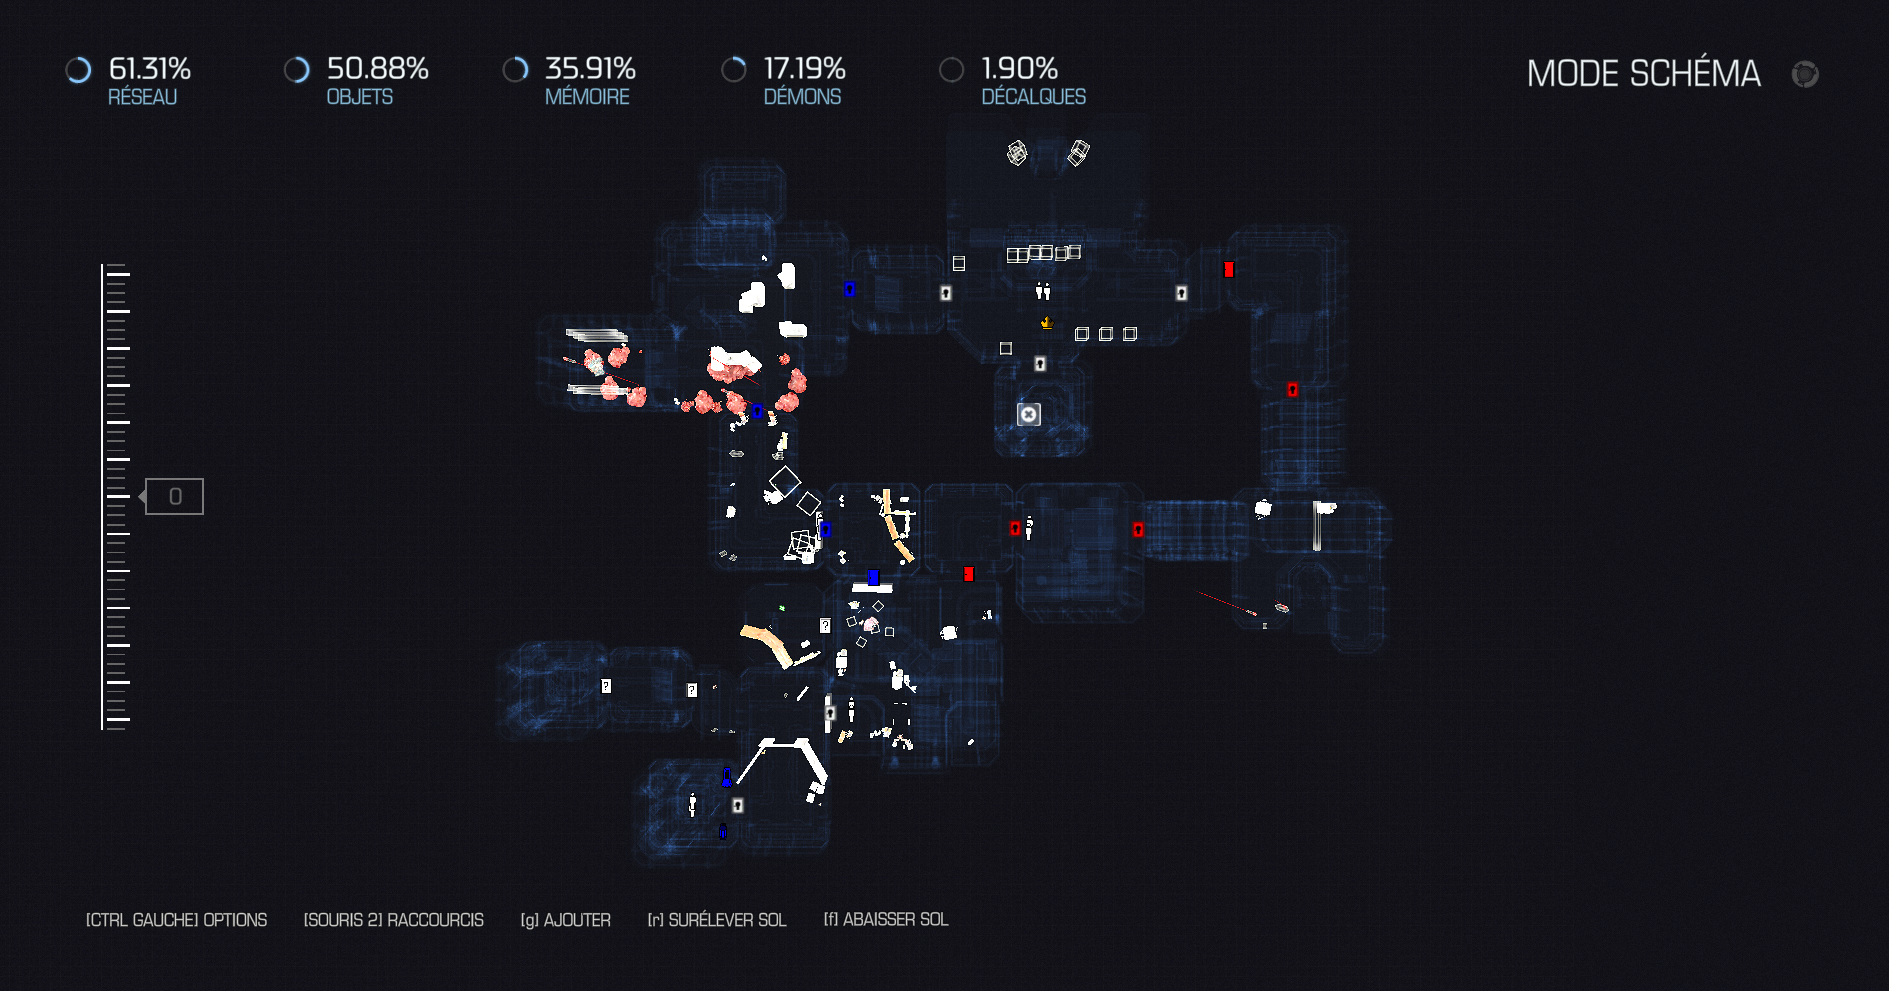 61.31%
RÉSEAU
50.88%
OBJETS
35.91%
MÉMOIRE
17.19%
DÉMONS
1.90%
DÉCALQUES
MODE SCHÉMA
0
?
?
?
[CTRL GAUCHE] OPTIONS
[SOURIS 2] RACCOURCIS
[g] AJOUTER
[r] SURÉLEVER SOL
[f] ABAISSER SOL